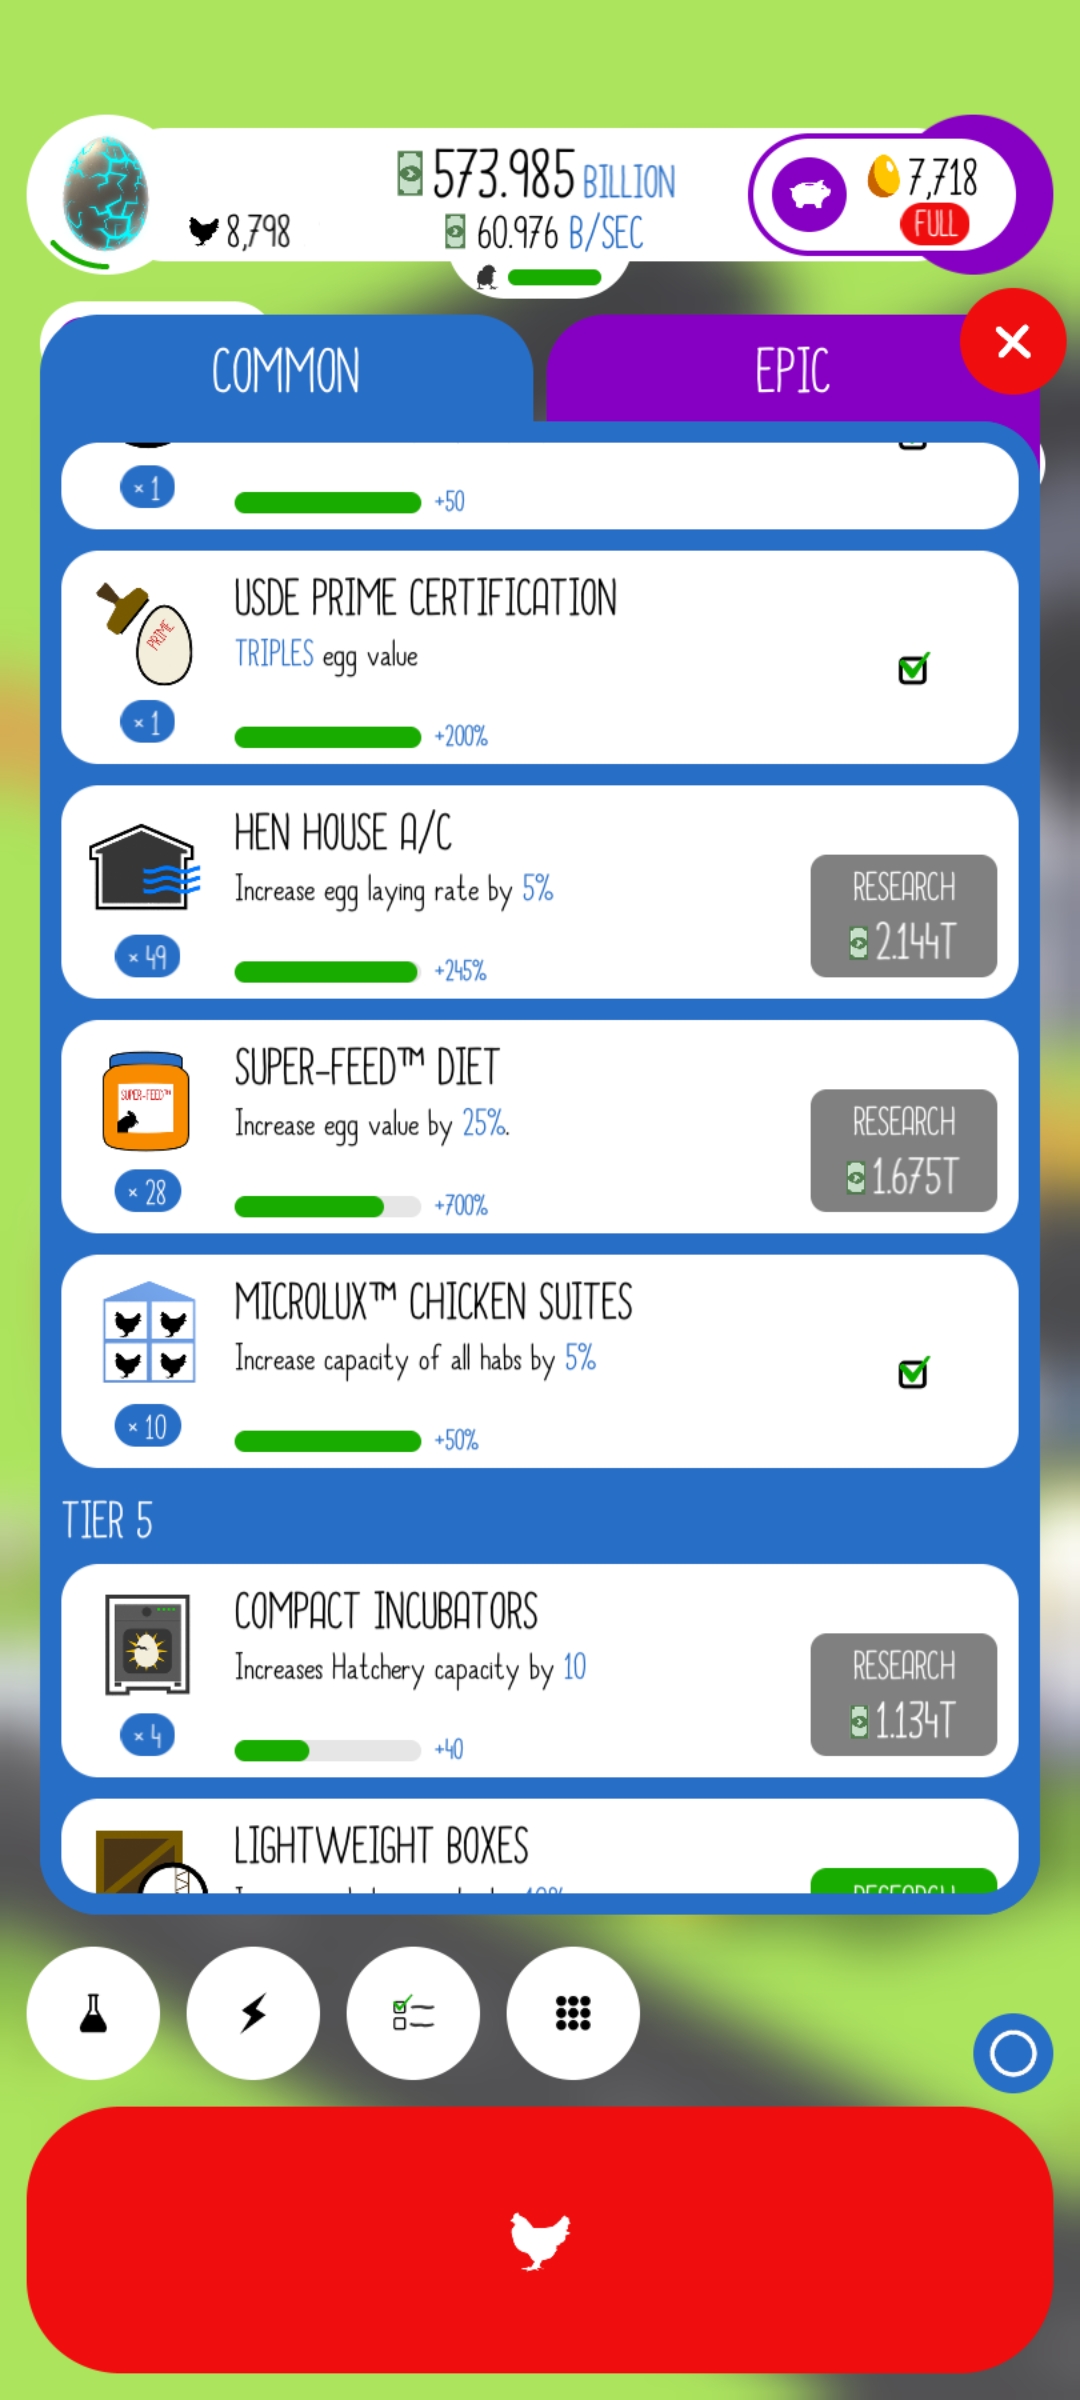 573.985 BILLION
7,718
8,798
60.976 B/SEC
FULL
COMMON
EPIC
× 1
+50
USDE PRIME CERTIFICATION
TRIPLES egg value
PRIME
× 1
+200%
HEN HOUSE A/C
Increase egg laying rate by 5%
RESEARCH
2.144T
× 49
+245%
SUPER-FEED™ DIET
SUPER-FEED™
Increase egg value by 25%.
RESEARCH
1.675T
× 28
+700%
MICROLUX™ CHICKEN SUITES
Increase capacity of all habs by 5%
× 10
+50%
TIER 5
COMPACT INCUBATORS
Increases Hatchery capacity by 10
RESEARCH
1.134T
× 4
+40
LIGHTWEIGHT BOXES
RESEARCH